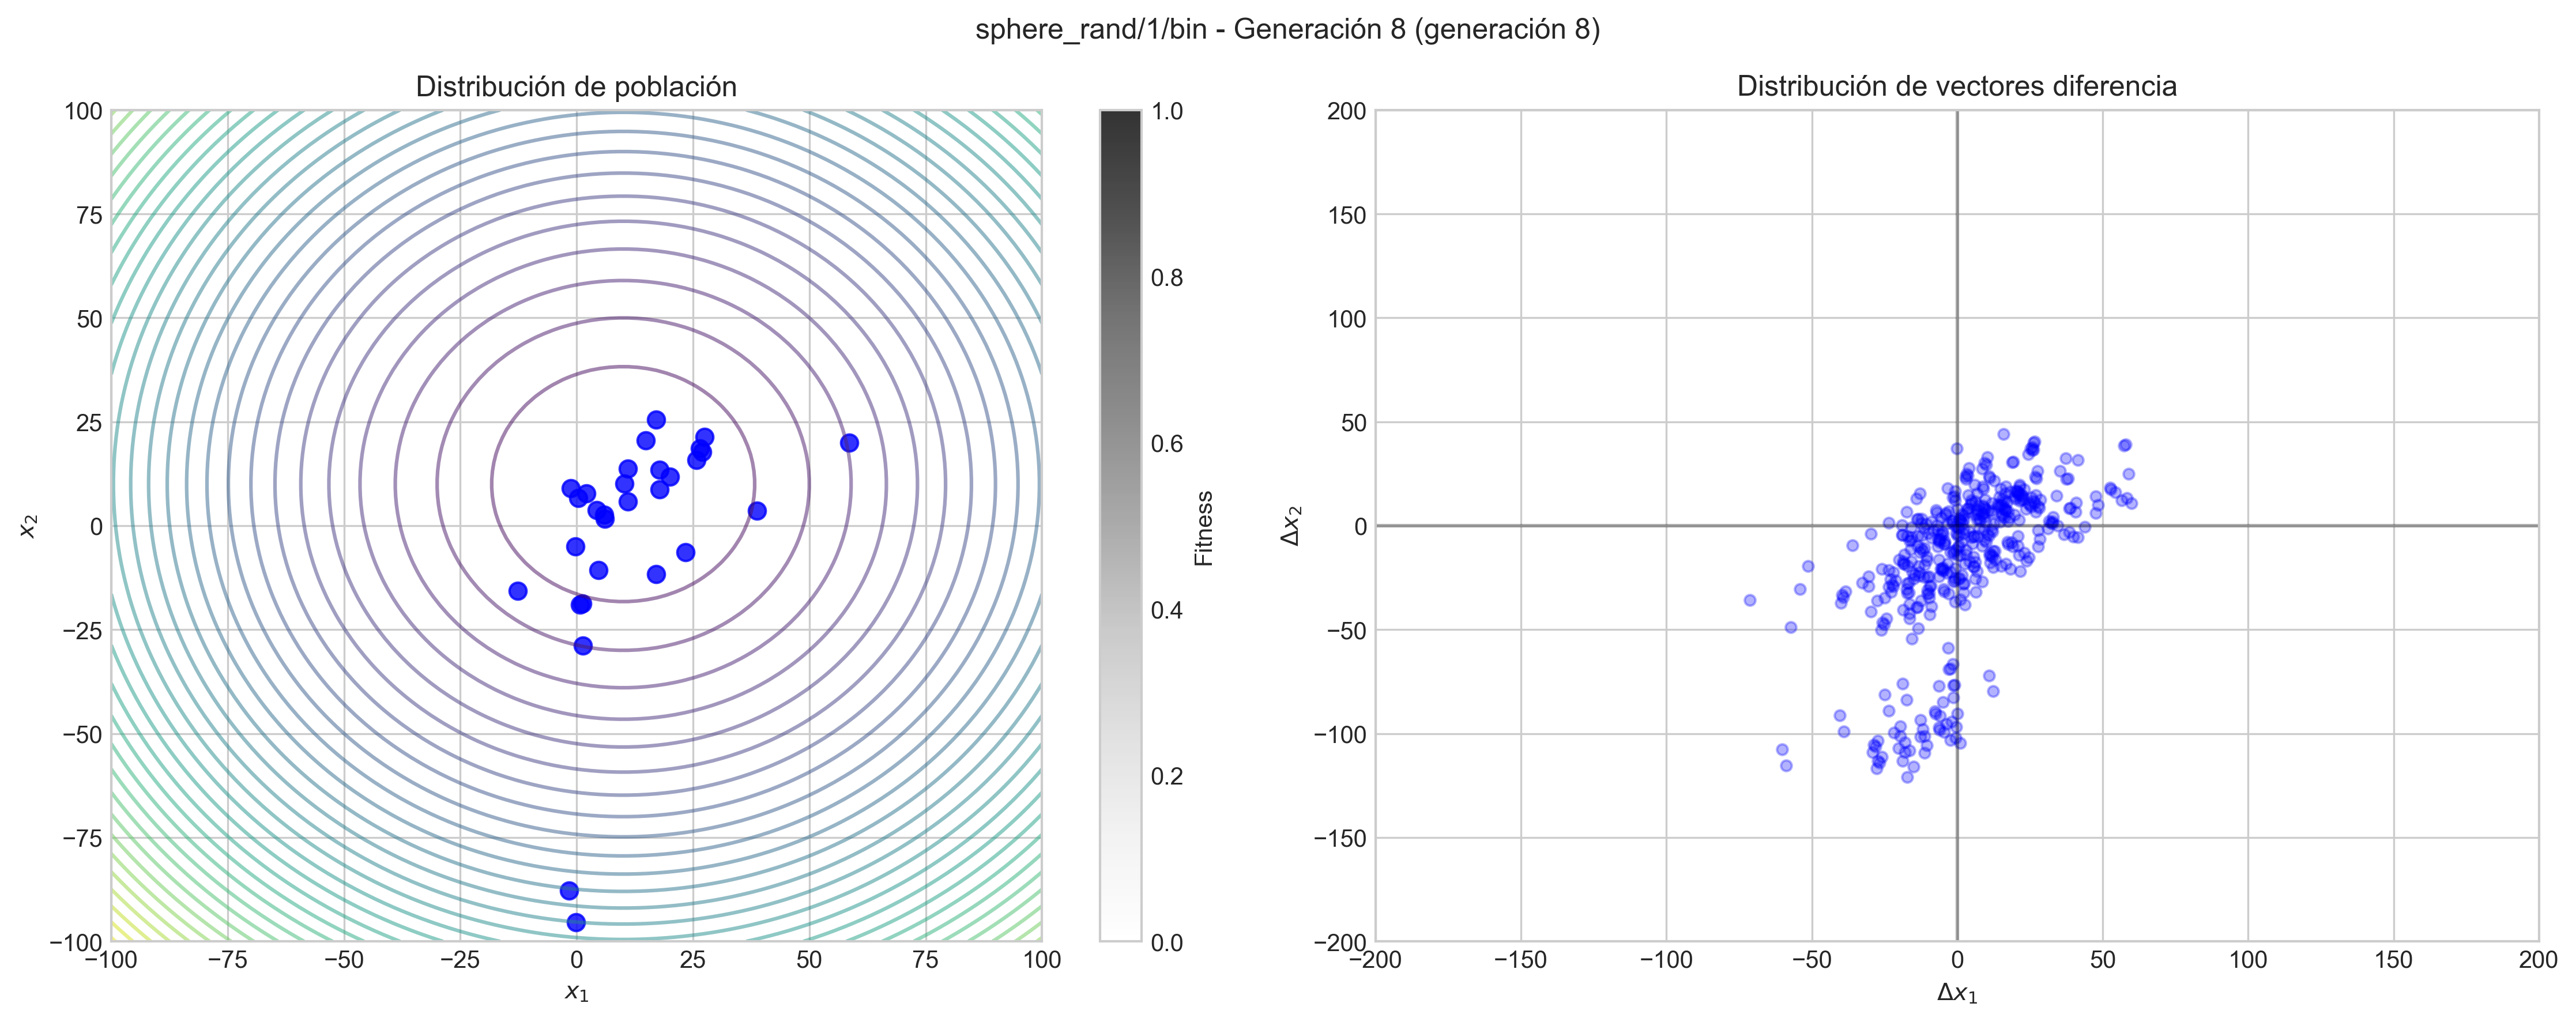 sphere_rand/1/bin - Generación 8 (generación 8)
Distribución de población
100
75
50
25
0
−25
−50
−75
−100
−100 −75 −50 −25 0 25 50 75 100
x₁
x₂
1.0
0.8
0.6
0.4
0.2
0.0
Fitness
Distribución de vectores diferencia
200
150
100
50
0
−50
−100
−150
−200
−200 −150 −100 −50 0 50 100 150 200
Δx₁
Δx₂